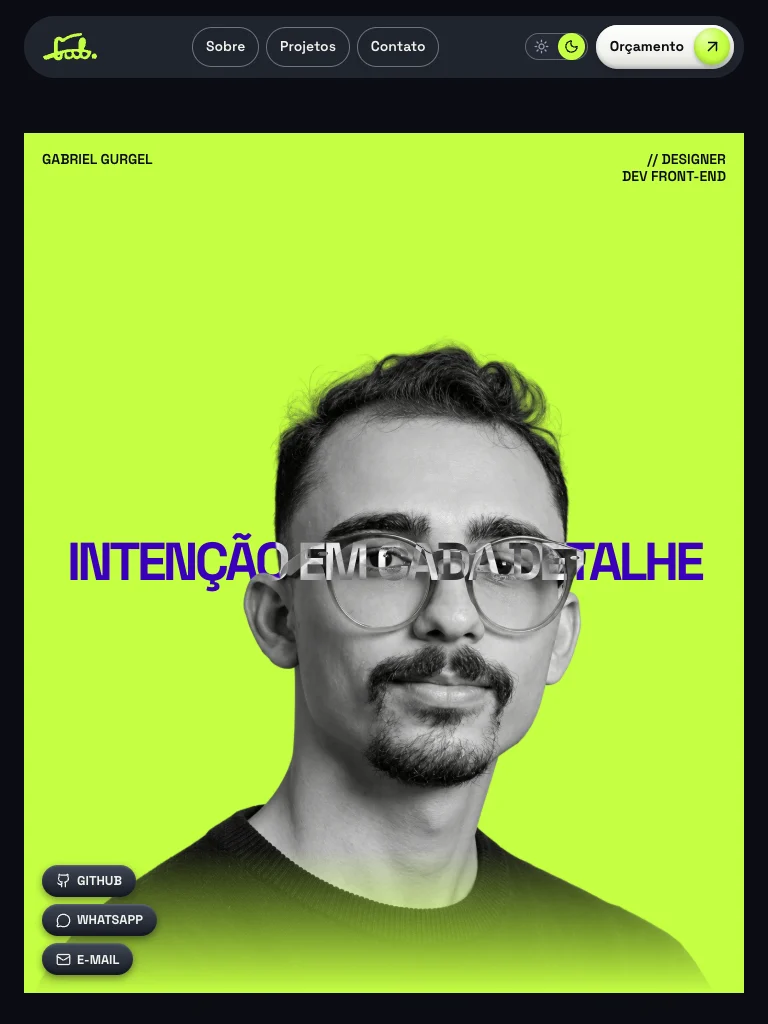 Sobre
Projetos
Contato
Orçamento
GABRIEL GURGEL
// DESIGNER
DEV FRONT-END
INTENÇÃO EM CADA DETALHE
GITHUB
WHATSAPP
E-MAIL